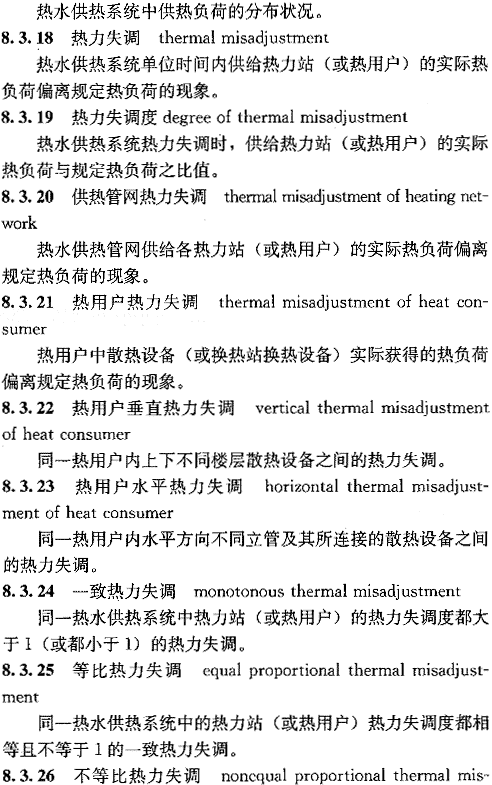 热水供热系统中供热负荷的分布状况。
8.3.18 热力失调 thermal misadjustment
热水供热系统单位时间内供给热力站（或热用户）的实际热
负荷偏离规定热负荷的现象。
8.3.19 热力失调度 degree of thermal misadjustment
热水供热系统热力失调时，供给热力站（或热用户）的实际
热负荷与规定热负荷之比值。
8.3.20 供热管网热力失调 thermal misadjustment of heating net-
work
热水供热管网供给各热力站（或热用户）的实际热负荷偏离
规定热负荷的现象。
8.3.21 热用户热力失调 thermal misadjustment of heat con-
sumer
热用户中散热设备（或换热站换热设备）实际获得的热负荷
偏离规定热负荷的现象。
8.3.22 热用户垂直热力失调 vertical thermal misadjustment
of heat consumer
同一热用户内上下不同楼层散热设备之间的热力失调。
8.3.23 热用户水平热力失调 horizontal thermal misadjust-
ment of heat consumer
同一热用户内水平方向不同立管及其所连接的散热设备之间
的热力失调。
8.3.24 一致热力失调 monotonous thermal misadjustment
同一热水供热系统中热力站（或热用户）的热力失调度都大
于1（或都小于1）的热力失调。
8.3.25 等比热力失调 equal proportional thermal misadjust-
ment
同一热水供热系统中的热力站（或热用户）热力失调度都相
等且不等于1的一致热力失调。
8.3.26 不等比热力失调 nonequal proportional thermal mis-